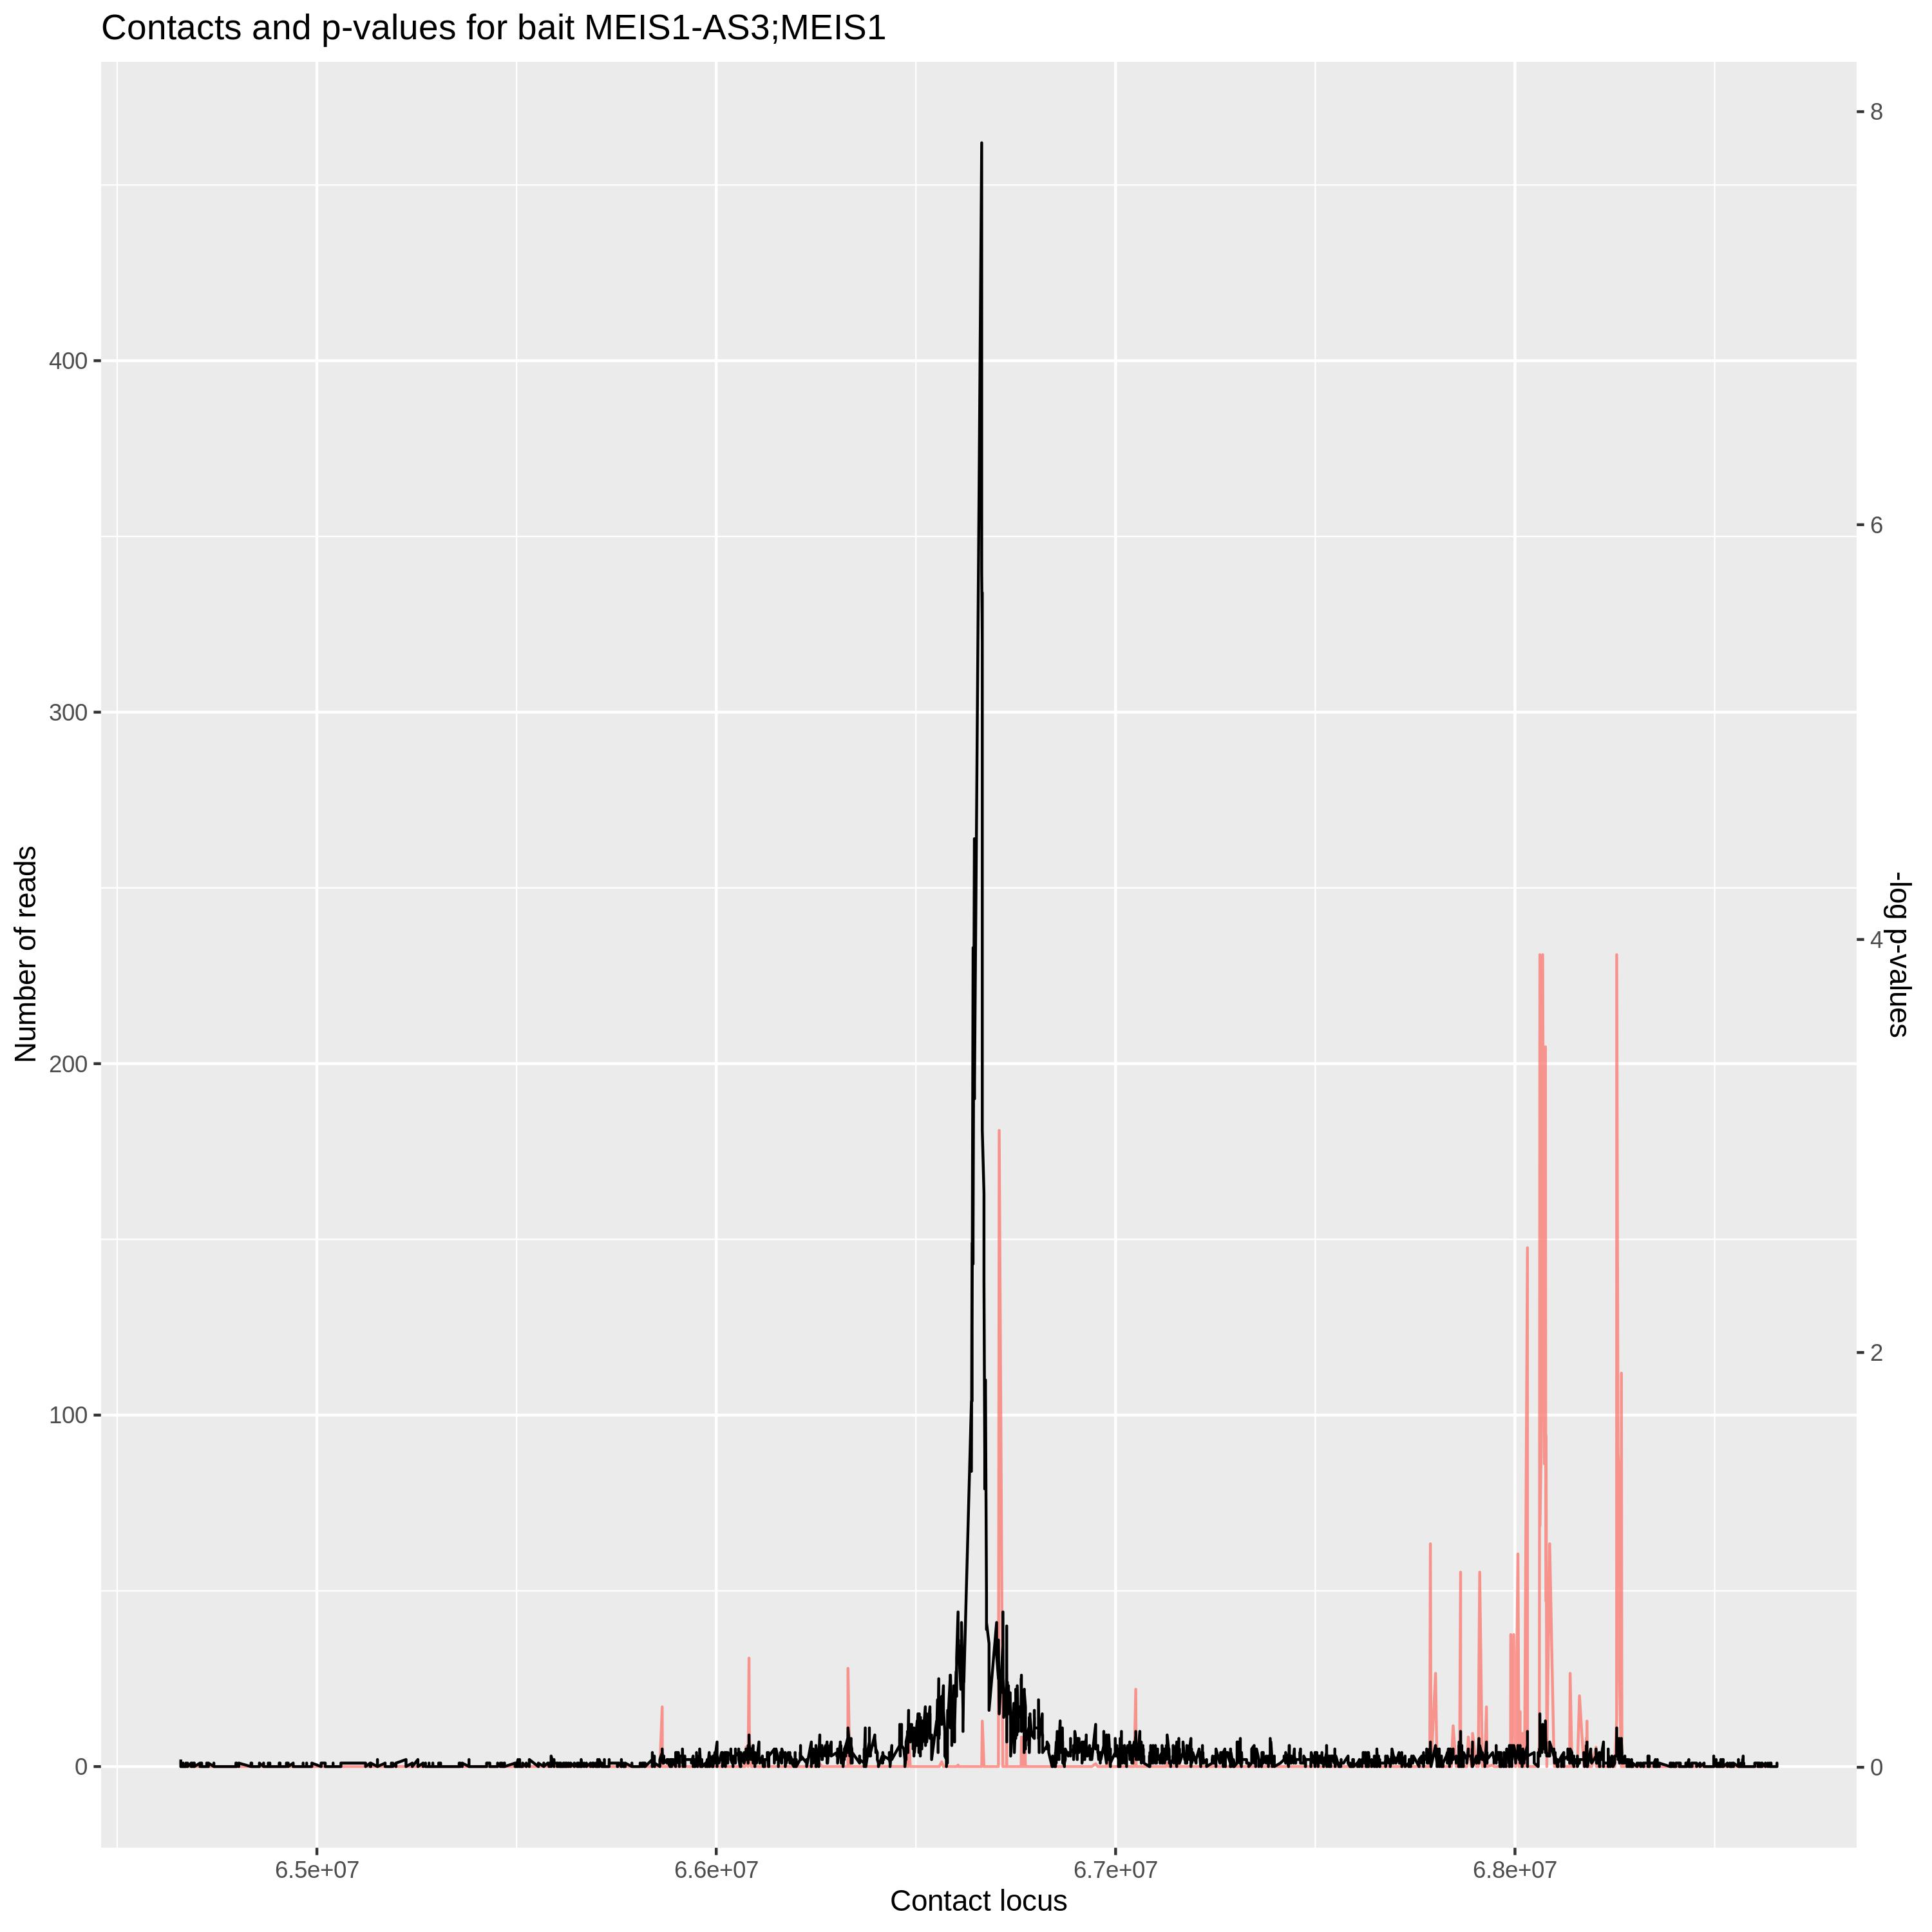 Contacts and p-values for bait MEIS1-AS3;MEIS1
8
6
4
2
0
-log p-values
400
300
200
100
0
Number of reads
6.5e+07 6.6e+07 6.7e+07 6.8e+07
Contact locus